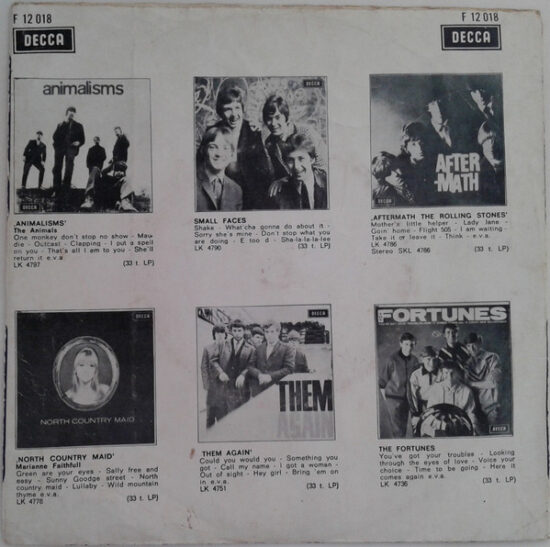 F 12 018
F 12 018
DECCA
DECCA
animalisms
AFTER-
MATH
‚ANIMALISMS'
The Animals
One monkey don't stop no show - Mau-
die - Outcast - Clapping - I put a spell
on you - That's all I am to you - She'll
return it e.v.a.
LK 4797 (33 t. LP)
SMALL FACES
Shake - What'cha gonna do about it -
Sorry she's mine - Don't stop what you
are doing - E too d - Sha-la-la-la-lee
LK 4790 (33 t. LP)
‚AFTERMATH THE ROLLING STONES'
Mother's little helper - Lady Jane -
Goin' home - Flight 505 - I am waiting -
Take it or leave it - Think - e.v.a.
LK 4786
Stereo SKL 4786 (33 t. LP)
DECCA
NORTH COUNTRY MAID
DECCA
THEM
AGAIN
FORTUNES
DECCA
‚NORTH COUNTRY MAID'
Marianne Faithfull
Green are your eyes - Sally free and
easy - Sunny Goodge street - North
country maid - Lullaby - Wild mountain
thyme e.v.a.
LK 4778 (33 t. LP)
‚THEM AGAIN'
Could you would you - Something you
got - Call my name - I got a woman -
Out of sight - Hey girl - Bring em on
in e.v.a.
LK 4751 (33 t. LP)
THE FORTUNES
You've got your troubles - Looking
through the eyes of love - Voice your
choice - Time to be going - Here it
comes again e.v.a.
LK 4736 (33 t. LP)